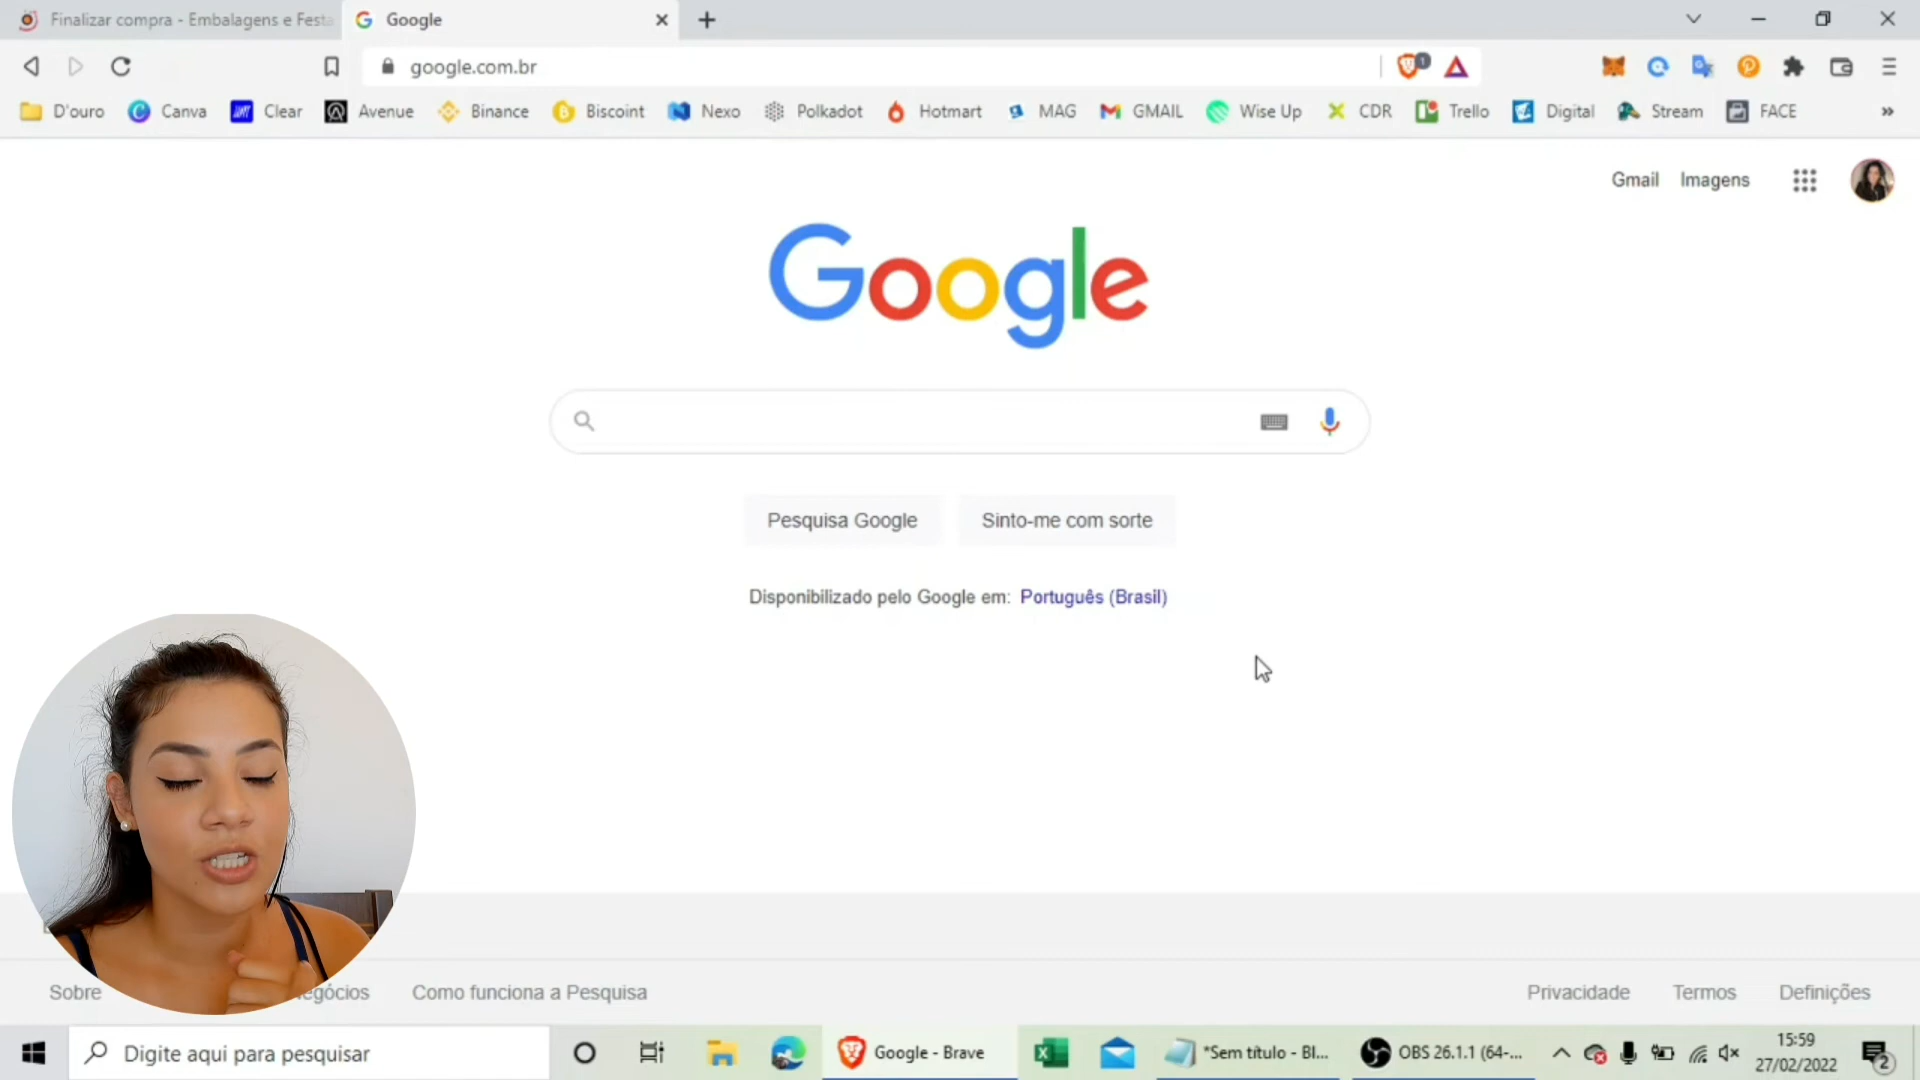 Finalizar compra - Embalagens e Festa
Google
google.com.br
1
D'ouro
Canva
Clear
Avenue
Binance
Biscoint
Nexo
Polkadot
Hotmart
MAG
GMAIL
Wise Up
CDR
Trello
Digital
Stream
FACE
»
Gmail
Imagens
Google
Pesquisa Google
Sinto-me com sorte
Disponibilizado pelo Google em: Português (Brasil)
Sobre
Como funciona a Pesquisa
Privacidade
Termos
Definições
Digite aqui para pesquisar
Google - Brave
*Sem título - Bl...
OBS 26.1.1 (64-...
15:59
27/02/2022
2